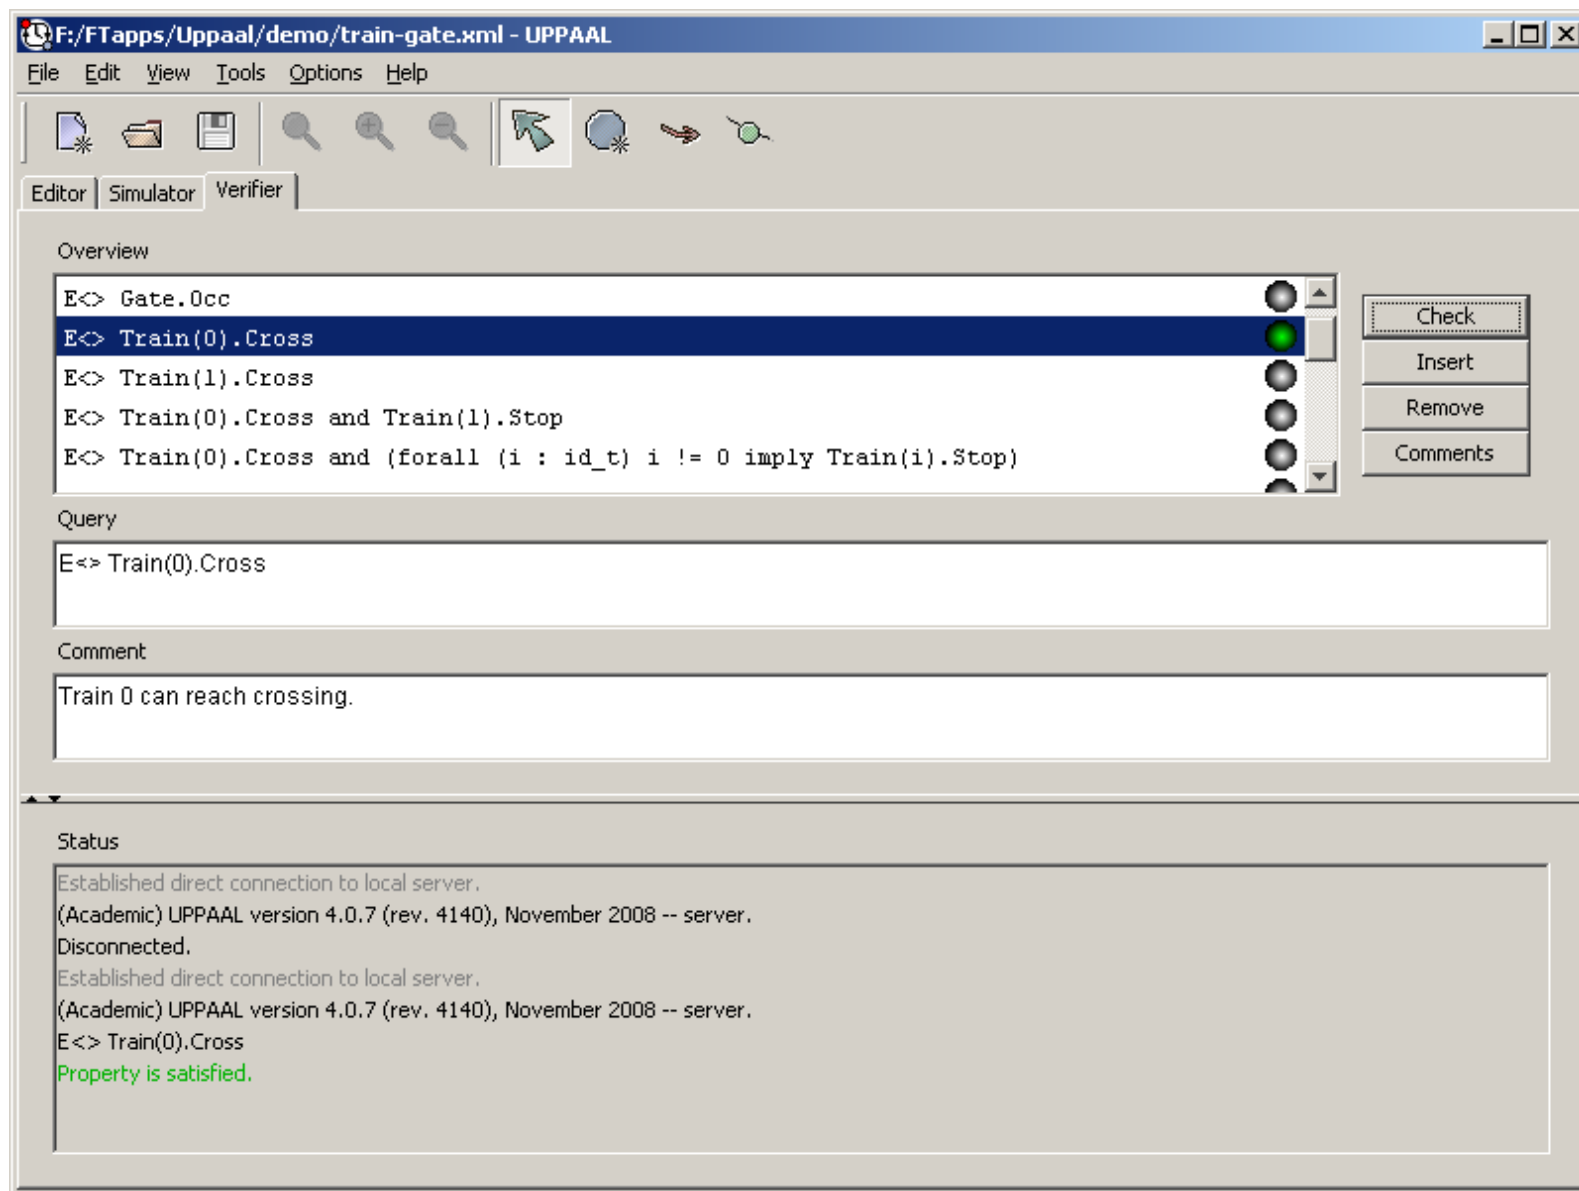 F:/FTapps/Uppaal/demo/train-gate.xml - UPPAAL
File Edit View Tools Options Help
Editor Simulator Verifier
Overview
E<> Gate.Occ
E<> Train(0).Cross
E<> Train(1).Cross
E<> Train(0).Cross and Train(1).Stop
E<> Train(0).Cross and (forall (i : id_t) i != 0 imply Train(i).Stop)
Check
Insert
Remove
Comments
Query
E<> Train(0).Cross
Comment
Train 0 can reach crossing.
Status
Established direct connection to local server.
(Academic) UPPAAL version 4.0.7 (rev. 4140), November 2008 -- server.
Disconnected.
Established direct connection to local server.
(Academic) UPPAAL version 4.0.7 (rev. 4140), November 2008 -- server.
E<> Train(0).Cross
Property is satisfied.